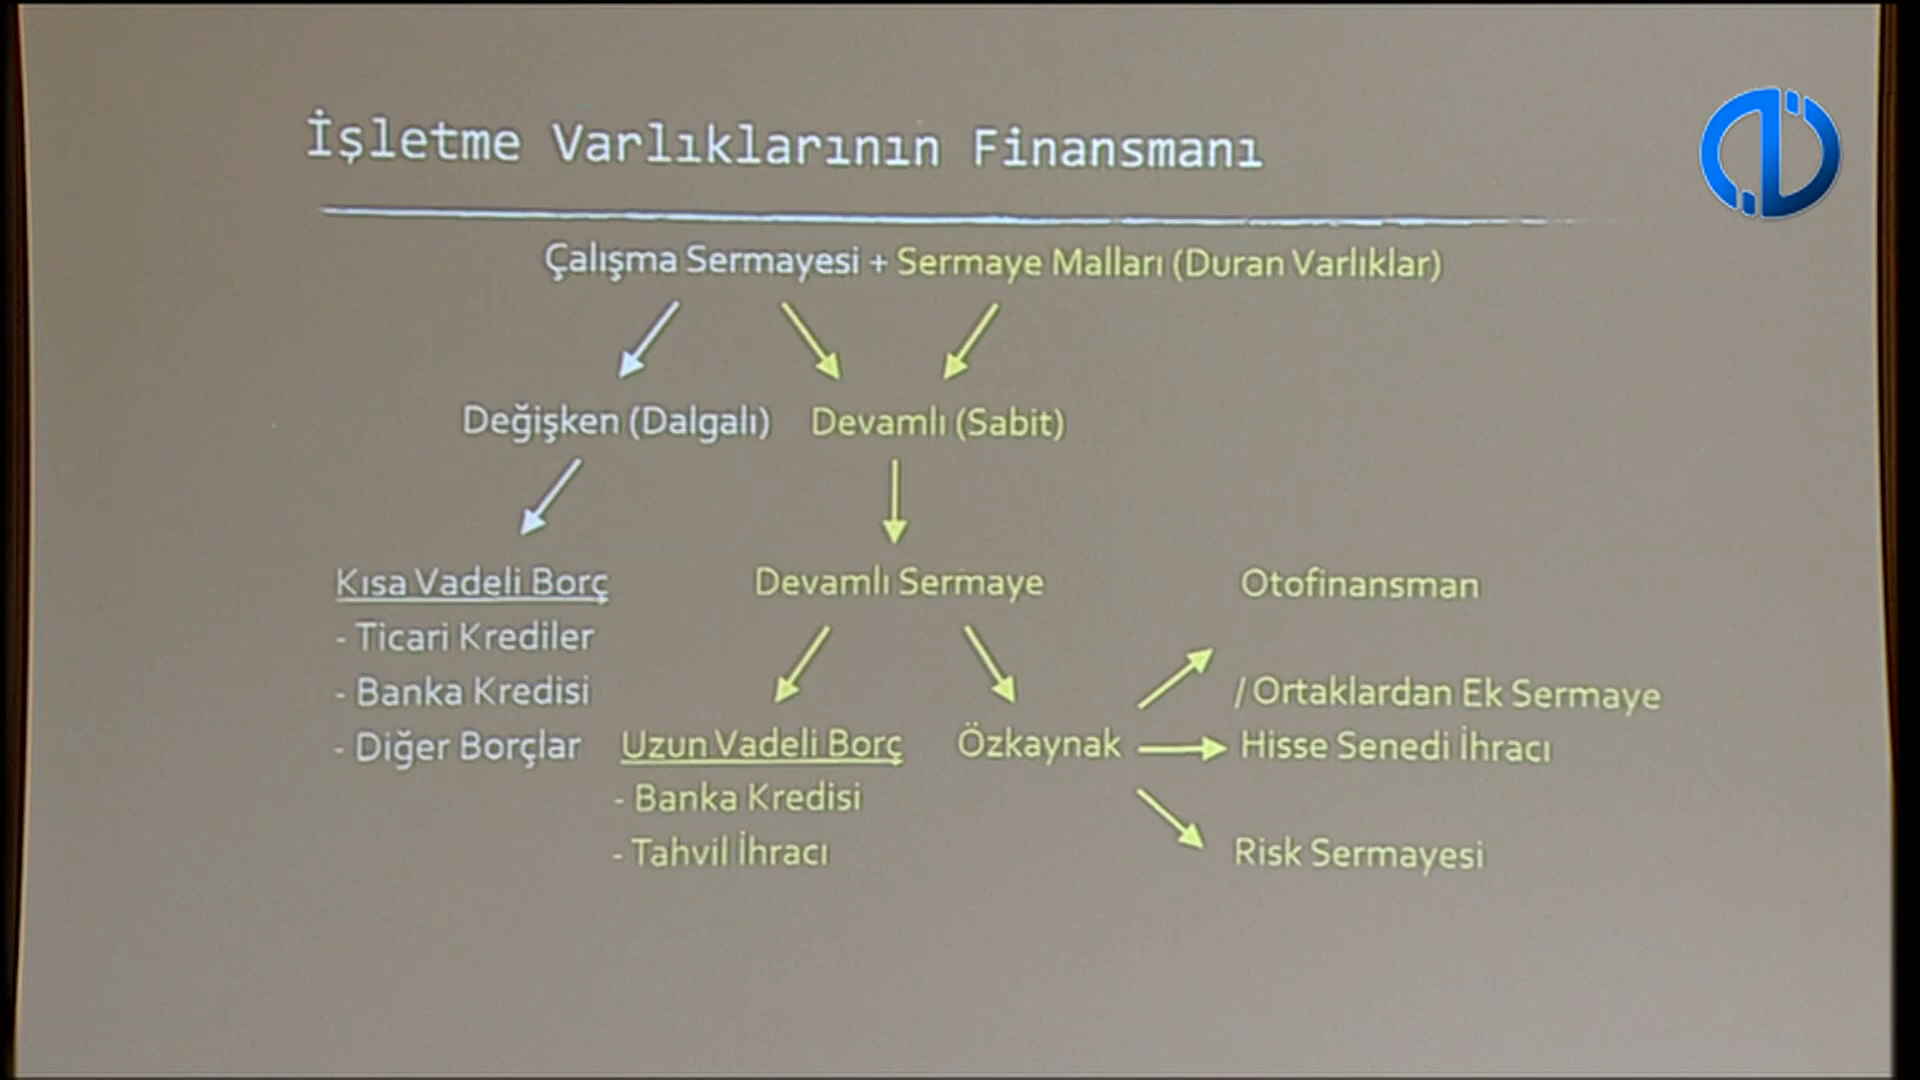 İşletme Varlıklarının Finansmanı
Çalışma Sermayesi + Sermaye Malları (Duran Varlıklar)
Değişken (Dalgalı) Devamlı (Sabit)
Kısa Vadeli Borç
- Ticari Krediler
- Banka Kredisi
- Diğer Borçlar
Devamlı Sermaye
Uzun Vadeli Borç
- Banka Kredisi
- Tahvil İhracı
Özkaynak
Otofinansman
/ Ortaklardan Ek Sermaye
Hisse Senedi İhracı
Risk Sermayesi